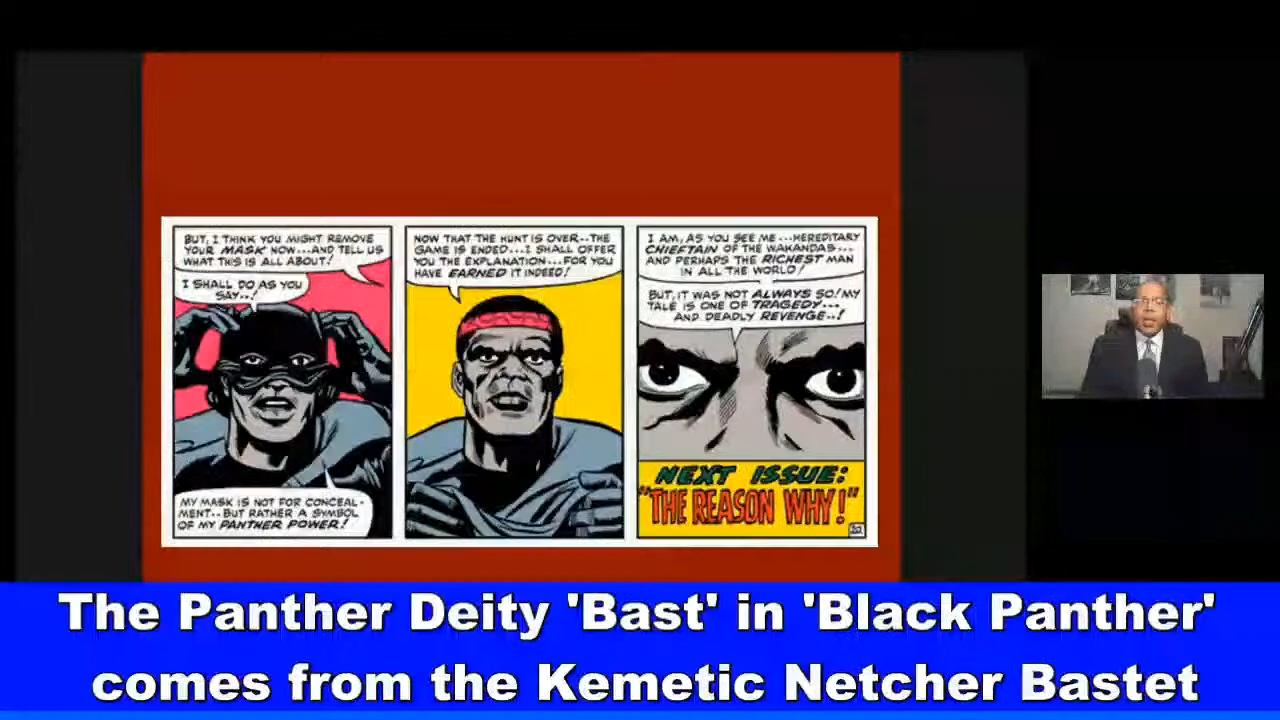 BUT, I THINK YOU MIGHT REMOVE
YOUR MASK NOW...AND TELL US
WHAT THIS IS ALL ABOUT!
I SHALL DO AS YOU
SAY..!
MY MASK IS NOT FOR CONCEAL-
MENT--BUT RATHER A SYMBOL
OF MY PANTHER POWER!
NOW THAT THE HUNT IS OVER--THE
GAME IS ENDED...I SHALL OFFER
YOU THE EXPLANATION...FOR YOU
HAVE EARNED IT INDEED!
I AM, AS YOU SEE ME...HEREDITARY
CHIEFTAIN OF THE WAKANDAS...
AND PERHAPS THE RICHEST MAN
IN ALL THE WORLD!
BUT, IT WAS NOT ALWAYS SO! MY
TALE IS ONE OF TRAGEDY...
AND DEADLY REVENGE..!
NEXT ISSUE:
"THE REASON WHY!"
The Panther Deity 'Bast' in 'Black Panther'
comes from the Kemetic Netcher Bastet